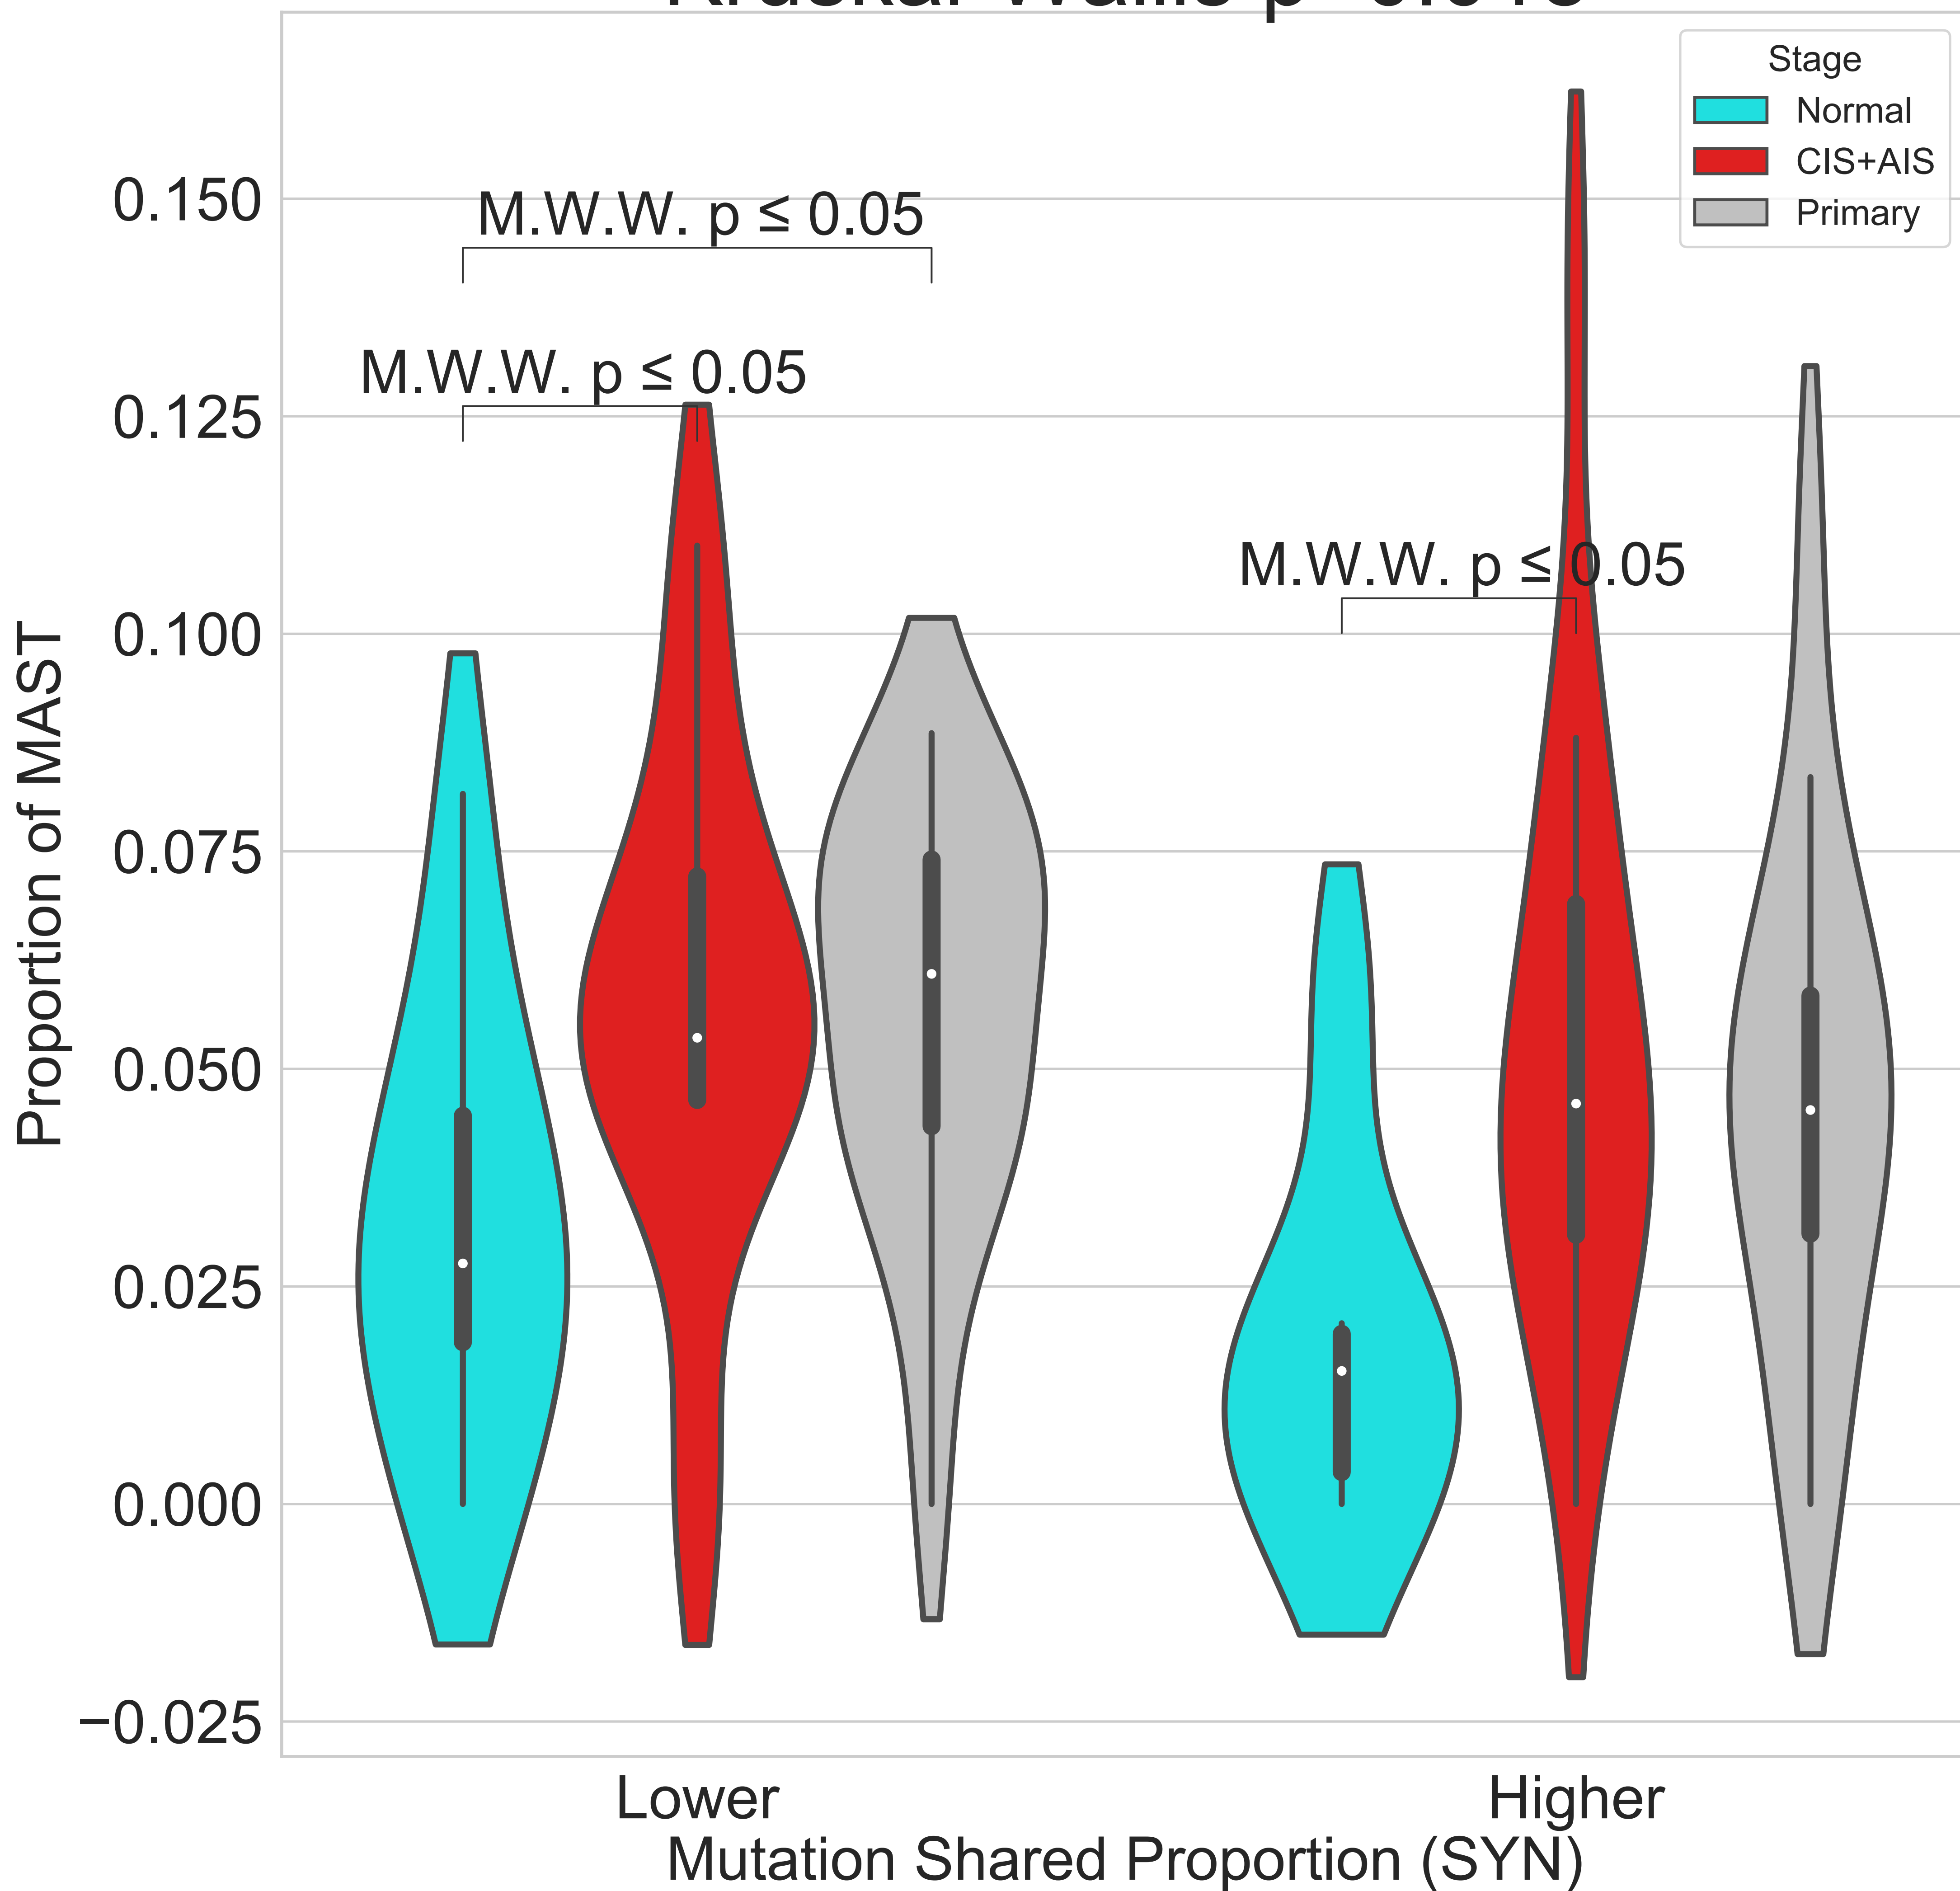 Stage
Normal
CIS+AIS
Primary
0.150
0.125
0.100
0.075
0.050
0.025
0.000
−0.025
Proportion of MAST
M.W.W. p ≤ 0.05
M.W.W. p ≤ 0.05
M.W.W. p ≤ 0.05
Lower
Higher
Mutation Shared Proportion (SYN)